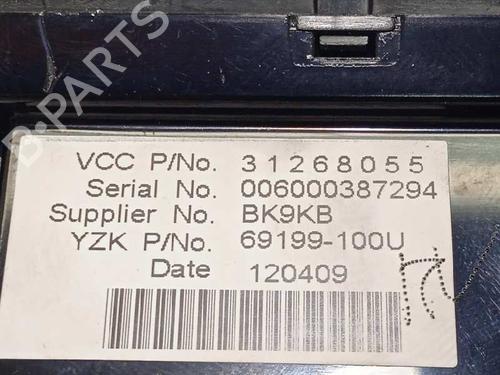 B-PARTS
VCC P/No. 31268055
Serial No. 006000387294
Supplier No. BK9KB
YZK P/No. 69199-100U
Date 120409